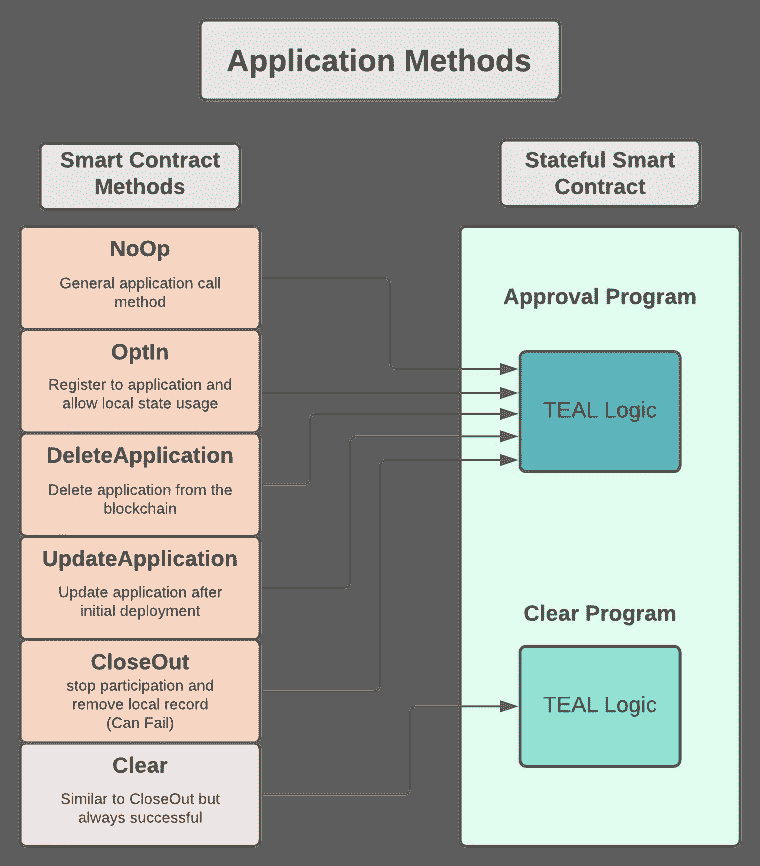 Application Methods
Smart Contract
Methods
Stateful Smart
Contract
NoOp
General application call
method
OptIn
Register to application and
allow local state usage
DeleteApplication
Delete application from the
blockchain
UpdateApplication
Update application after
initial deployment
CloseOut
stop participation and
remove local record
(Can Fail)
Clear
Similar to CloseOut but
always successful
Approval Program
TEAL Logic
Clear Program
TEAL Logic